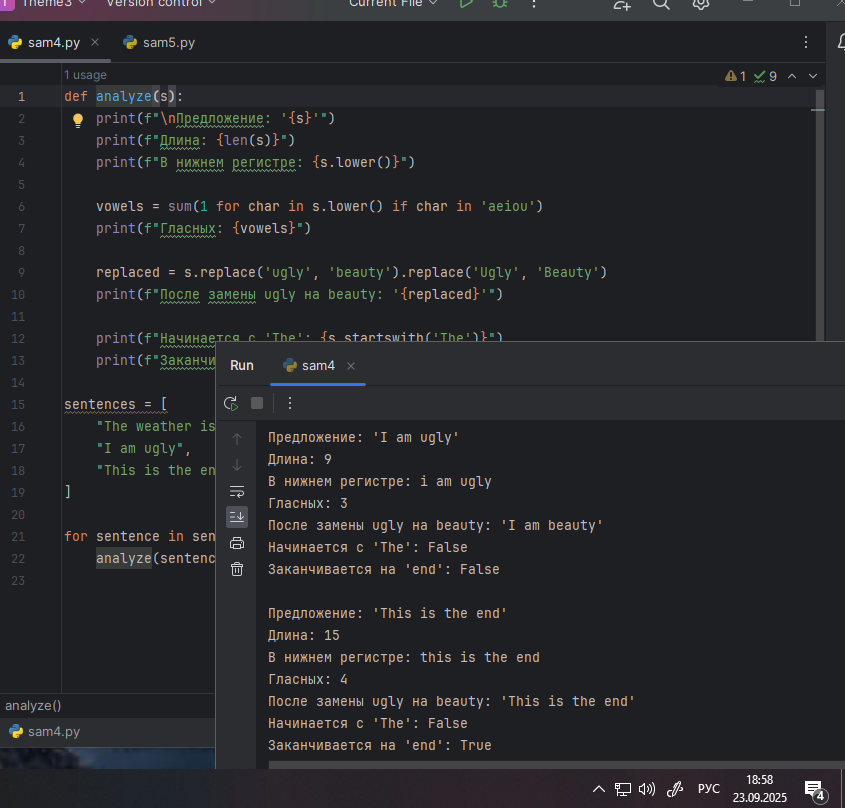 Theme3 Version control Current File
sam4.py sam5.py
1 usage
1 9
1 def analyze(s):
2 print(f"\nПредложение: '{s}'")
3 print(f"Длина: {len(s)}")
4 print(f"В нижнем регистре: {s.lower()}")
5
6 vowels = sum(1 for char in s.lower() if char in 'aeiou')
7 print(f"Гласных: {vowels}")
8
9 replaced = s.replace('ugly', 'beauty').replace('Ugly', 'Beauty')
10 print(f"После замены ugly на beauty: '{replaced}'")
11
12 print(f"Начинается с 'The': {s.startswith('The')}")
13 print(f"Заканчи
14
15 sentences = [
16 "The weather is
17 "I am ugly",
18 "This is the en
19 ]
20
21 for sentence in sen
22 analyze(sentenc
23
Run sam4
Предложение: 'I am ugly'
Длина: 9
В нижнем регистре: i am ugly
Гласных: 3
После замены ugly на beauty: 'I am beauty'
Начинается с 'The': False
Заканчивается на 'end': False
Предложение: 'This is the end'
Длина: 15
В нижнем регистре: this is the end
Гласных: 4
После замены ugly на beauty: 'This is the end'
Начинается с 'The': False
Заканчивается на 'end': True
analyze()
sam4.py
РУС
18:58
23.09.2025
4